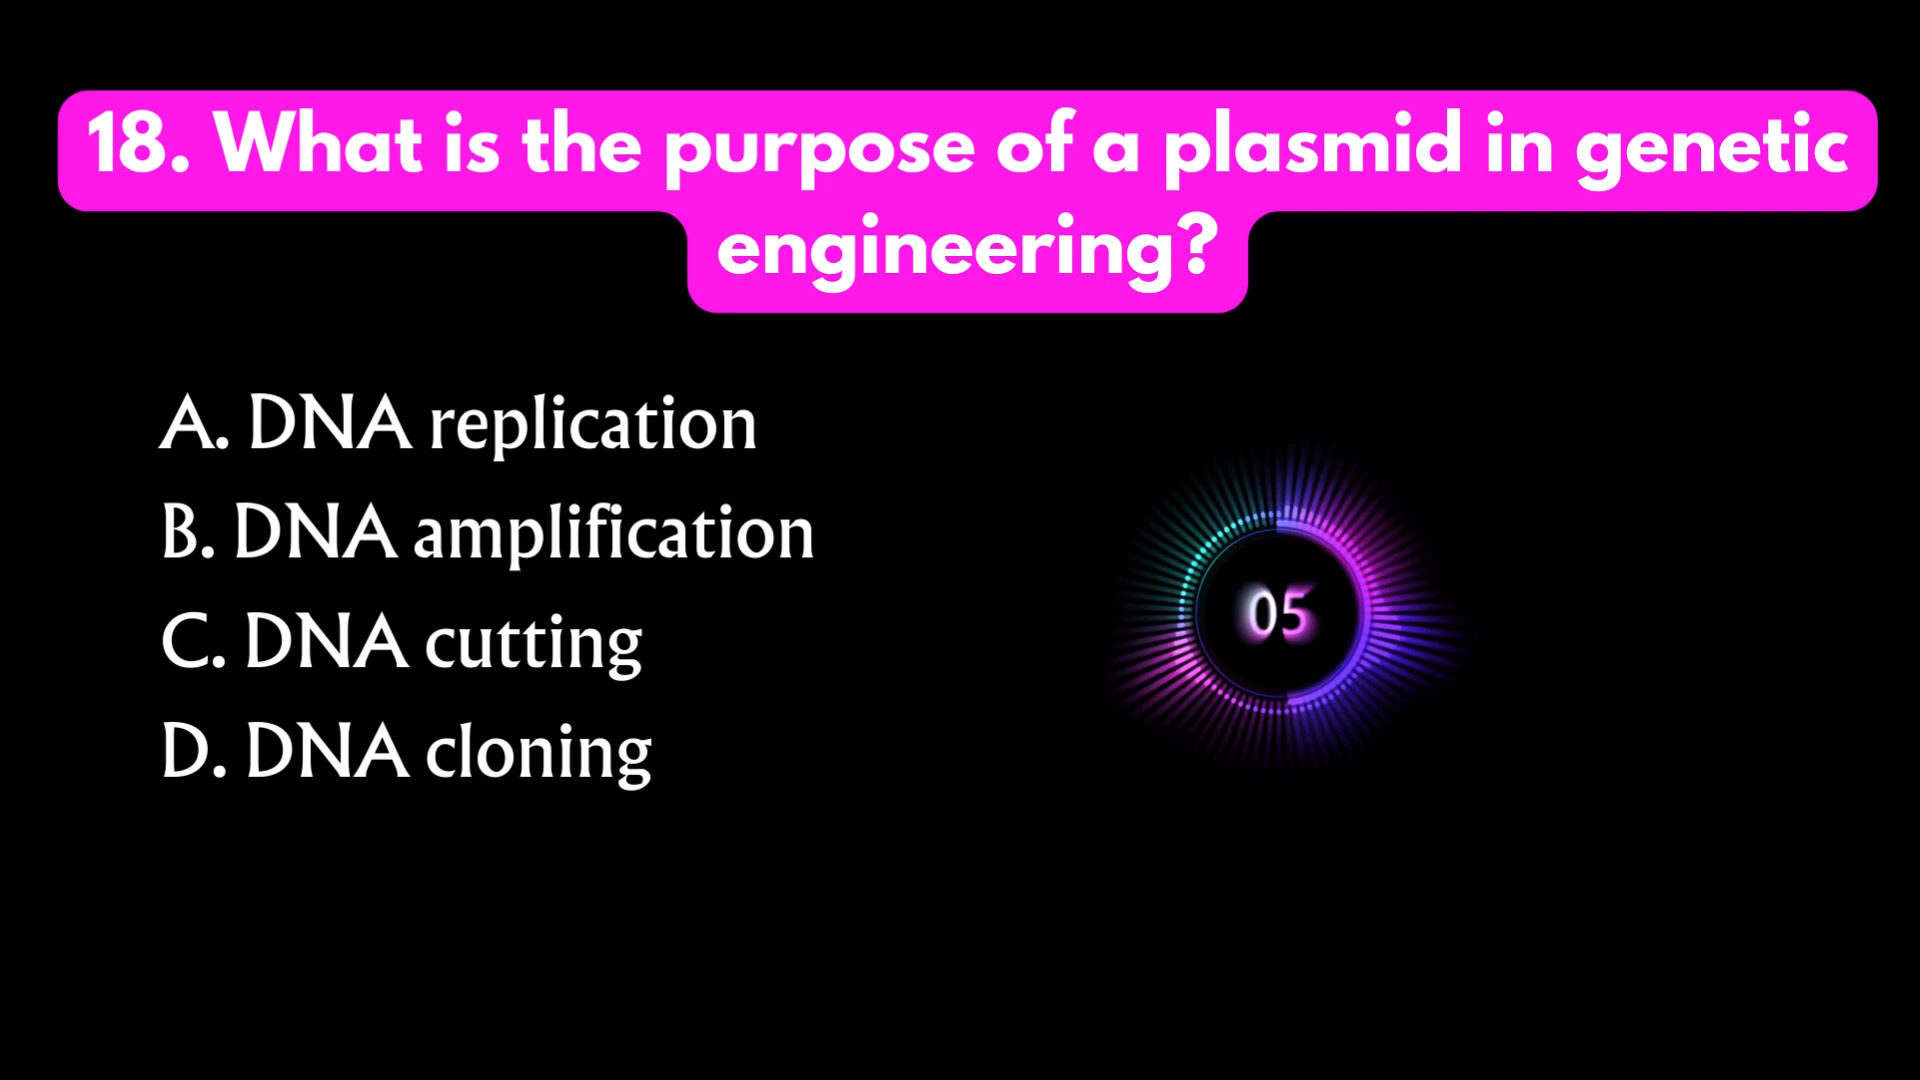 18. What is the purpose of a plasmid in genetic
engineering?
A. DNA replication
B. DNA amplification
C. DNA cutting
D. DNA cloning
05